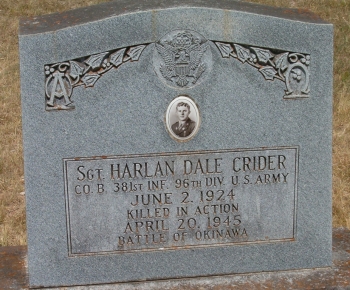 A Ω
SGT. HARLAN DALE CRIDER
CO. B. 381ST INF. 96TH DIV. U.S. ARMY
JUNE 2, 1924
KILLED IN ACTION
APRIL 20, 1945
BATTLE OF OKINAWA